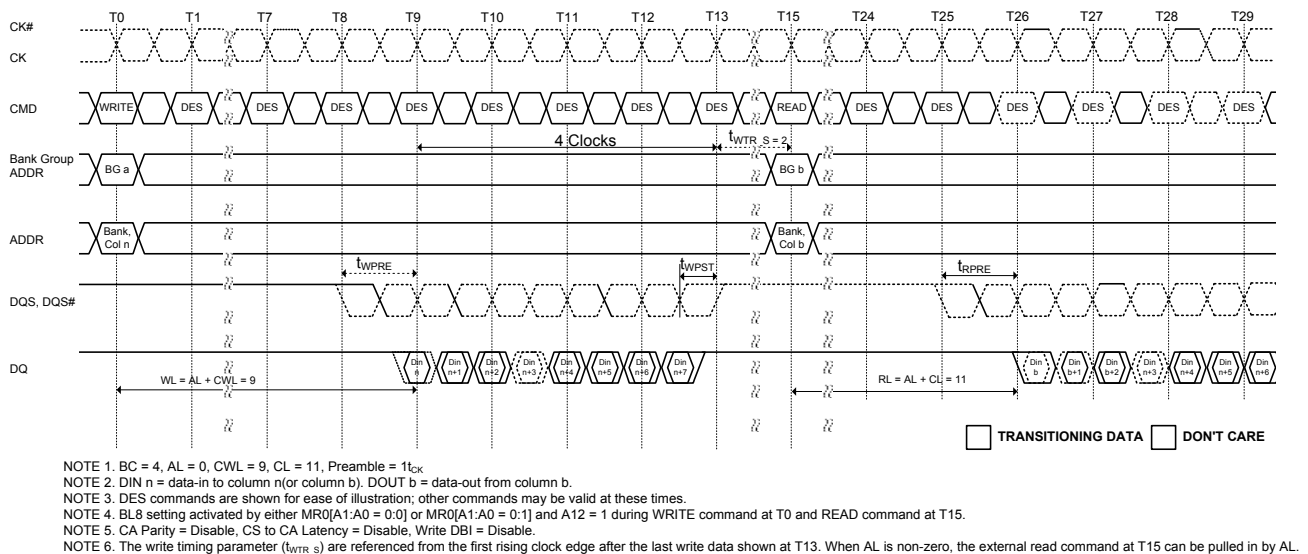 T0 T1 T7 T8 T9 T10 T11 T12 T13 T15 T24 T25 T26 T27 T28 T29
CK#
CK
CMD WRITE DES DES DES DES DES DES DES DES READ DES DES DES DES DES DES
4 Clocks tWTR_S = 2
Bank Group
ADDR
BG a BG b
ADDR
Bank, Col n Bank, Col b
tWPRE tWPST tRPRE
DQS, DQS#
DQ Din n Din n+1 Din n+2 Din n+3 Din n+4 Din n+5 Din n+6 Din n+7 Din b Din b+1 Din b+2 Din n+3 Din n+4 Din n+5 Din n+6
WL = AL + CWL = 9 RL = AL + CL = 11
TRANSITIONING DATA DON'T CARE
NOTE 1. BC = 4, AL = 0, CWL = 9, CL = 11, Preamble = 1tCK
NOTE 2. DIN n = data-in to column n(or column b). DOUT b = data-out from column b.
NOTE 3. DES commands are shown for ease of illustration; other commands may be valid at these times.
NOTE 4. BL8 setting activated by either MR0[A1:A0 = 0:0] or MR0[A1:A0 = 0:1] and A12 = 1 during WRITE command at T0 and READ command at T15.
NOTE 5. CA Parity = Disable, CS to CA Latency = Disable, Write DBI = Disable.
NOTE 6. The write timing parameter (tWTR_S) are referenced from the first rising clock edge after the last write data shown at T13. When AL is non-zero, the external read command at T15 can be pulled in by AL.